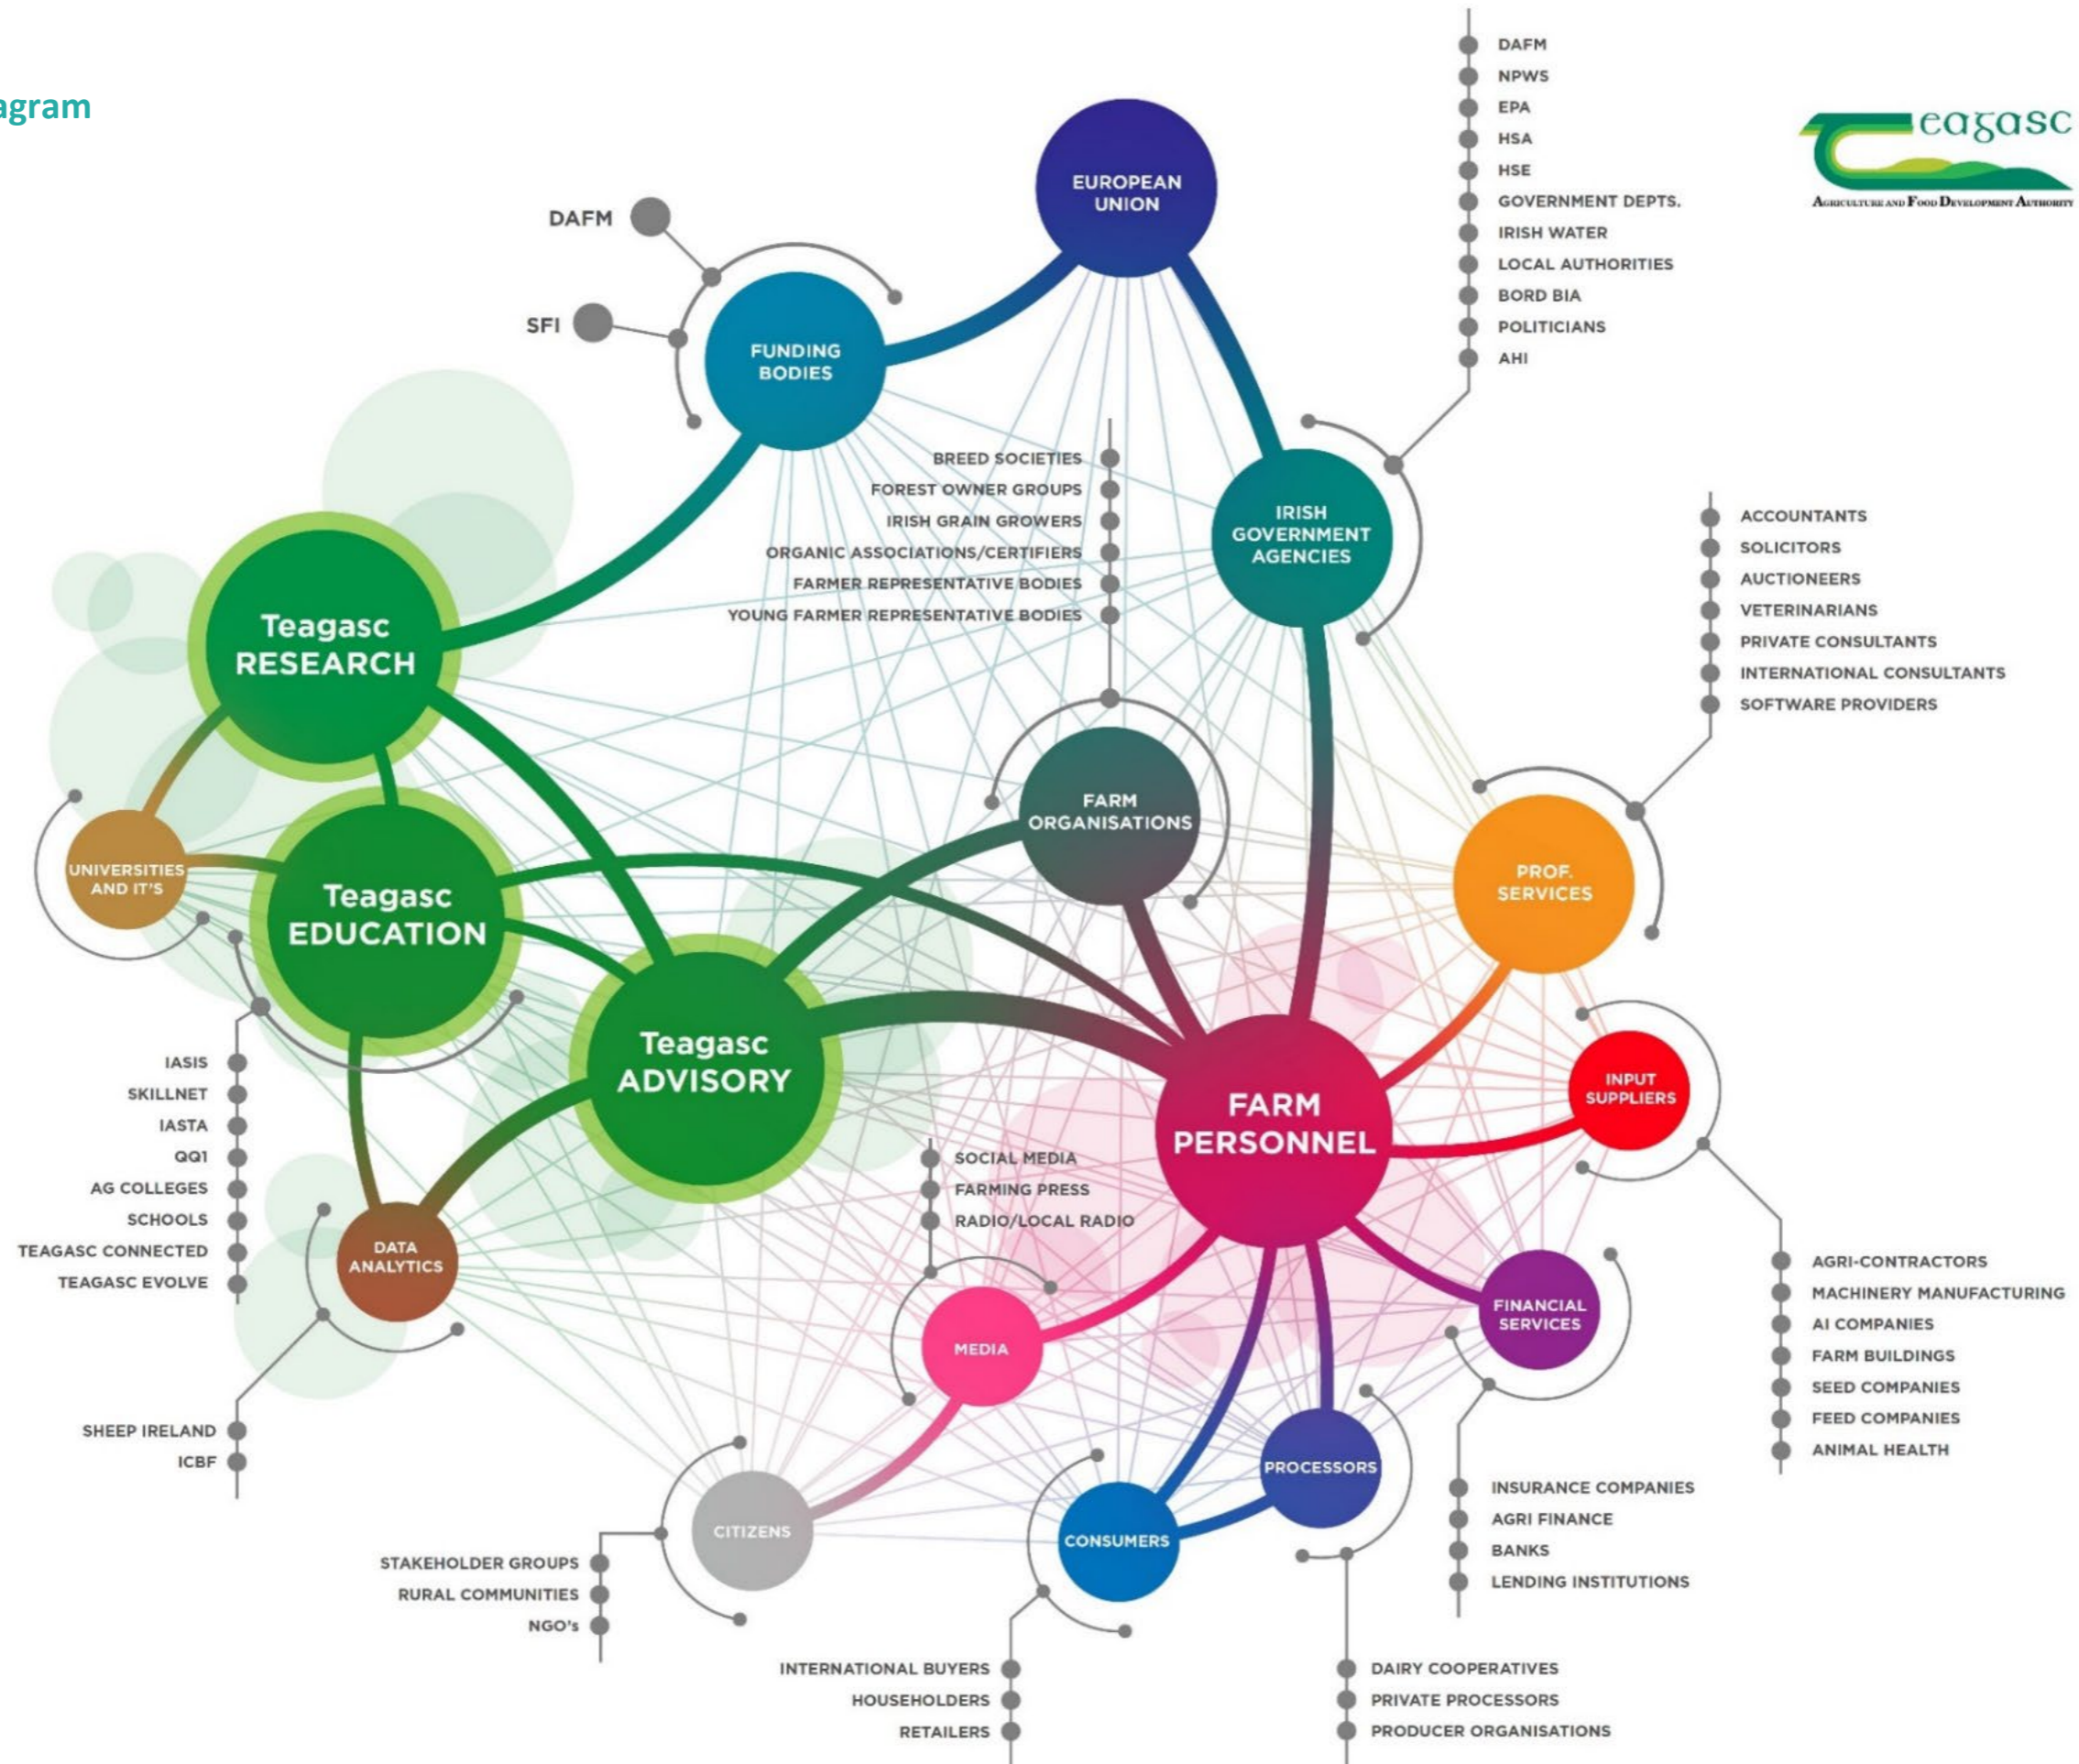 agram
eagasc
AGRICULTURE AND FOOD DEVELOPMENT AUTHORITY
EUROPEAN
UNION
DAFM
SFI
FUNDING
BODIES
DAFM
NPWS
EPA
HSA
HSE
GOVERNMENT DEPTS.
IRISH WATER
LOCAL AUTHORITIES
BORD BIA
POLITICIANS
AHI
IRISH
GOVERNMENT
AGENCIES
BREED SOCIETIES
FOREST OWNER GROUPS
IRISH GRAIN GROWERS
ORGANIC ASSOCIATIONS/CERTIFIERS
FARMER REPRESENTATIVE BODIES
YOUNG FARMER REPRESENTATIVE BODIES
FARM
ORGANISATIONS
ACCOUNTANTS
SOLICITORS
AUCTIONEERS
VETERINARIANS
PRIVATE CONSULTANTS
INTERNATIONAL CONSULTANTS
SOFTWARE PROVIDERS
PROF.
SERVICES
Teagasc
RESEARCH
UNIVERSITIES
AND IT'S
Teagasc
EDUCATION
Teagasc
ADVISORY
FARM
PERSONNEL
INPUT
SUPPLIERS
IASIS
SKILLNET
IASTA
QQ1
AG COLLEGES
SCHOOLS
TEAGASC CONNECTED
TEAGASC EVOLVE
DATA
ANALYTICS
SHEEP IRELAND
ICBF
SOCIAL MEDIA
FARMING PRESS
RADIO/LOCAL RADIO
MEDIA
FINANCIAL
SERVICES
AGRI-CONTRACTORS
MACHINERY MANUFACTURING
AI COMPANIES
FARM BUILDINGS
SEED COMPANIES
FEED COMPANIES
ANIMAL HEALTH
PROCESSORS
CITIZENS
CONSUMERS
INSURANCE COMPANIES
AGRI FINANCE
BANKS
LENDING INSTITUTIONS
STAKEHOLDER GROUPS
RURAL COMMUNITIES
NGO's
INTERNATIONAL BUYERS
HOUSEHOLDERS
RETAILERS
DAIRY COOPERATIVES
PRIVATE PROCESSORS
PRODUCER ORGANISATIONS